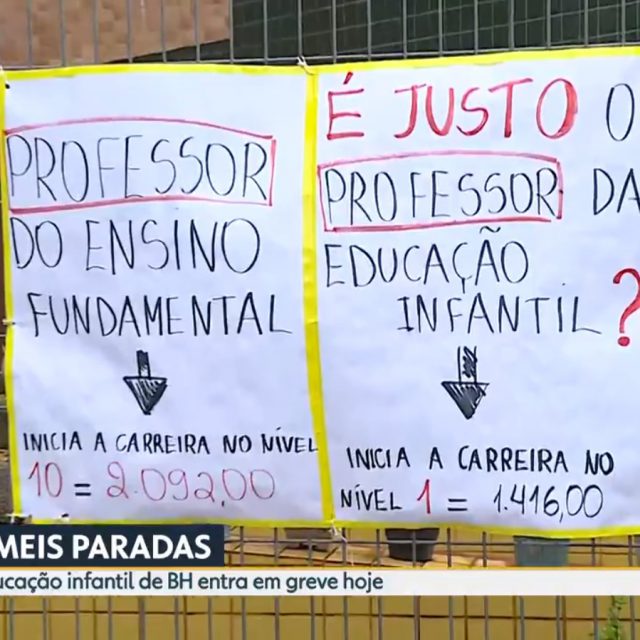 PROFESSOR
DO ENSINO
FUNDAMENTAL
INICIA A CARREIRA NO NÍVEL
10 = 2.092,00
É JUSTO O
PROFESSOR DA
EDUCAÇÃO
INFANTIL ?
INICIA A CARREIRA NO
NÍVEL 1 = 1.416,00
MEIS PARADAS
ucação infantil de BH entra em greve hoje